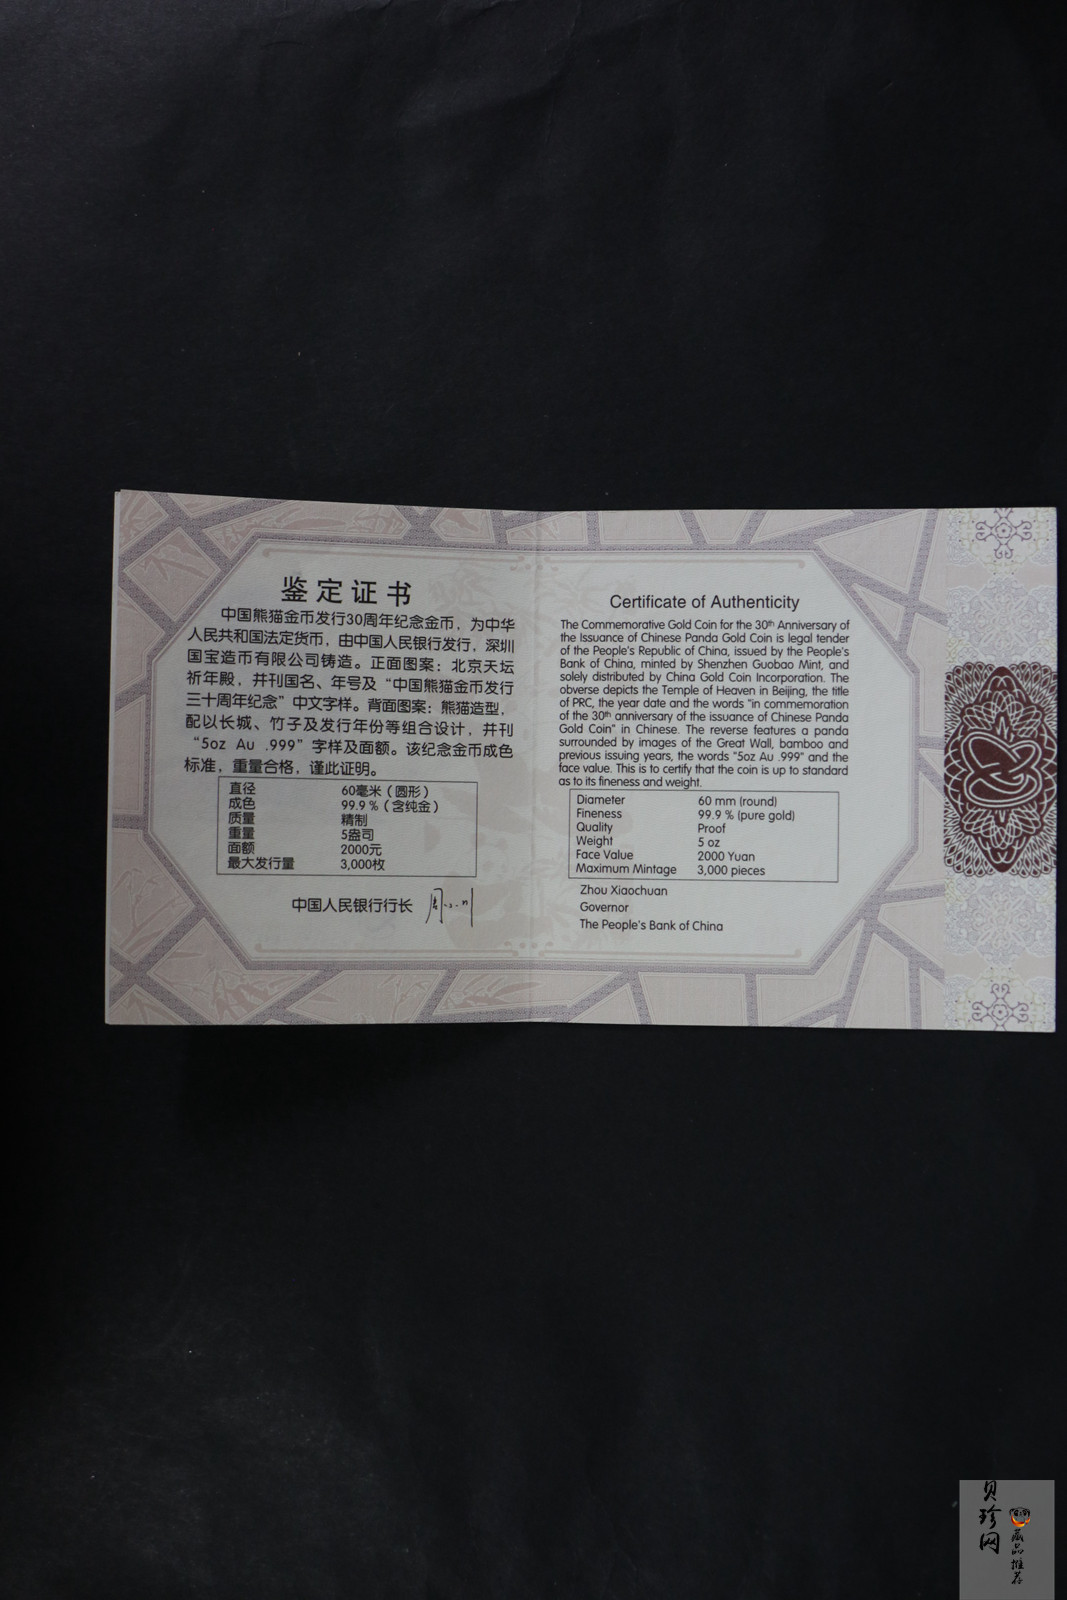 鉴定证书
中国熊猫金币发行30周年纪念金币，为中华
人民共和国法定货币，由中国人民银行发行，深圳
国宝造币有限公司铸造。正面图案：北京天坛
祈年殿，并刊国名、年号及“中国熊猫金币发行
三十周年纪念”中文字样。背面图案：熊猫造型，
配以长城、竹子及发行年份等组合设计，并刊
“5oz Au .999”字样及面额。该纪念金币成色
标准，重量合格，谨此证明。
直径 60毫米（圆形）
成色 99.9％（含纯金）
质量 精制
重量 5盎司
面额 2000元
最大发行量 3,000枚
中国人民银行行长
Certificate of Authenticity
The Commemorative Gold Coin for the 30th Anniversary of
the Issuance of Chinese Panda Gold Coin is legal tender
of the People's Republic of China, issued by the People's
Bank of China, minted by Shenzhen Guobao Mint, and
solely distributed by China Gold Coin Incorporation. The
obverse depicts the Temple of Heaven in Beijing, the title
of PRC, the year date and the words "in commemoration
of the 30th anniversary of the issuance of Chinese Panda
Gold Coin" in Chinese. The reverse features a panda
surrounded by images of the Great Wall, bamboo and
previous issuing years, the words "5oz Au .999" and the
face value. This is to certify that the coin is up to standard
as to its fineness and weight.
Diameter 60 mm (round)
Fineness 99.9 % (pure gold)
Quality Proof
Weight 5 oz
Face Value 2000 Yuan
Maximum Mintage 3,000 pieces
Zhou Xiaochuan
Governor
The People's Bank of China
贝珍网
藏品推荐